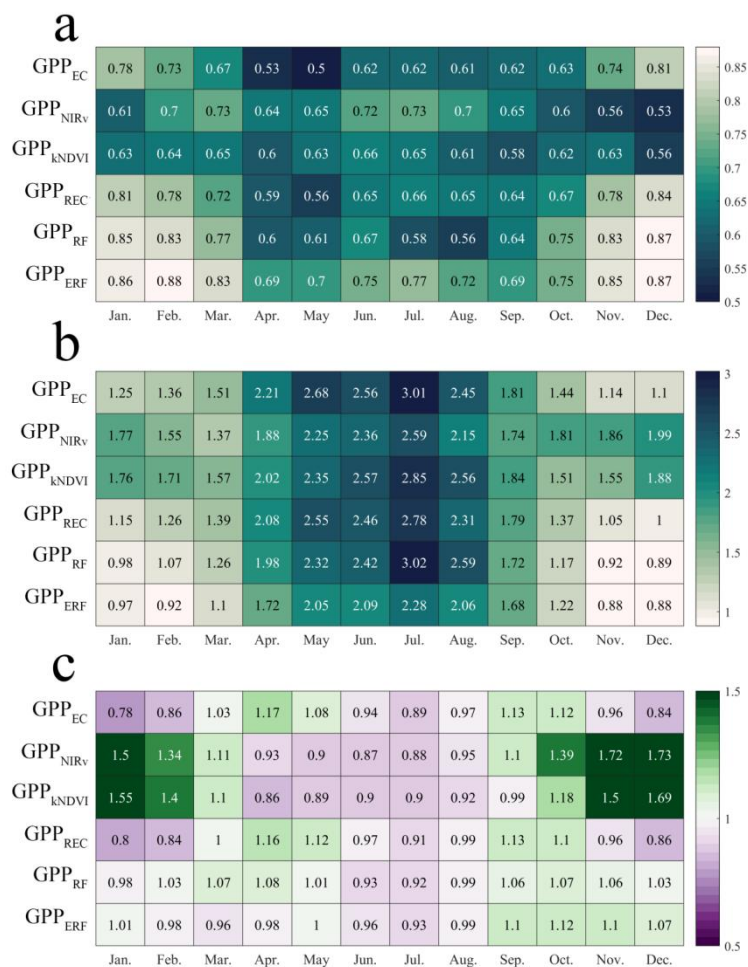 a
GPP_EC 0.78 0.73 0.67 0.53 0.5 0.62 0.62 0.61 0.62 0.63 0.74 0.81
GPP_NIRv 0.61 0.7 0.73 0.64 0.65 0.72 0.73 0.7 0.65 0.6 0.56 0.53
GPP_kNDVI 0.63 0.64 0.65 0.6 0.63 0.66 0.65 0.61 0.58 0.62 0.63 0.56
GPP_REC 0.81 0.78 0.72 0.59 0.56 0.65 0.66 0.65 0.64 0.67 0.78 0.84
GPP_RF 0.85 0.83 0.77 0.6 0.61 0.67 0.58 0.56 0.64 0.75 0.83 0.87
GPP_ERF 0.86 0.88 0.83 0.69 0.7 0.75 0.77 0.72 0.69 0.75 0.85 0.87
Jan. Feb. Mar. Apr. May Jun. Jul. Aug. Sep. Oct. Nov. Dec.
0.85
0.8
0.75
0.7
0.65
0.6
0.55
0.5
b
GPP_EC 1.25 1.36 1.51 2.21 2.68 2.56 3.01 2.45 1.81 1.44 1.14 1.1
GPP_NIRv 1.77 1.55 1.37 1.88 2.25 2.36 2.59 2.15 1.74 1.81 1.86 1.99
GPP_kNDVI 1.76 1.71 1.57 2.02 2.35 2.57 2.85 2.56 1.84 1.51 1.55 1.88
GPP_REC 1.15 1.26 1.39 2.08 2.55 2.46 2.78 2.31 1.79 1.37 1.05 1
GPP_RF 0.98 1.07 1.26 1.98 2.32 2.42 3.02 2.59 1.72 1.17 0.92 0.89
GPP_ERF 0.97 0.92 1.1 1.72 2.05 2.09 2.28 2.06 1.68 1.22 0.88 0.88
Jan. Feb. Mar. Apr. May Jun. Jul. Aug. Sep. Oct. Nov. Dec.
3
2.5
2
1.5
1
c
GPP_EC 0.78 0.86 1.03 1.17 1.08 0.94 0.89 0.97 1.13 1.12 0.96 0.84
GPP_NIRv 1.5 1.34 1.11 0.93 0.9 0.87 0.88 0.95 1.1 1.39 1.72 1.73
GPP_kNDVI 1.55 1.4 1.1 0.86 0.89 0.9 0.9 0.92 0.99 1.18 1.5 1.69
GPP_REC 0.8 0.84 1 1.16 1.12 0.97 0.91 0.99 1.13 1.1 0.96 0.86
GPP_RF 0.98 1.03 1.07 1.08 1.01 0.93 0.92 0.99 1.06 1.07 1.06 1.03
GPP_ERF 1.01 0.98 0.96 0.98 1 0.96 0.93 0.99 1.1 1.12 1.1 1.07
Jan. Feb. Mar. Apr. May Jun. Jul. Aug. Sep. Oct. Nov. Dec.
1.5
1
0.5